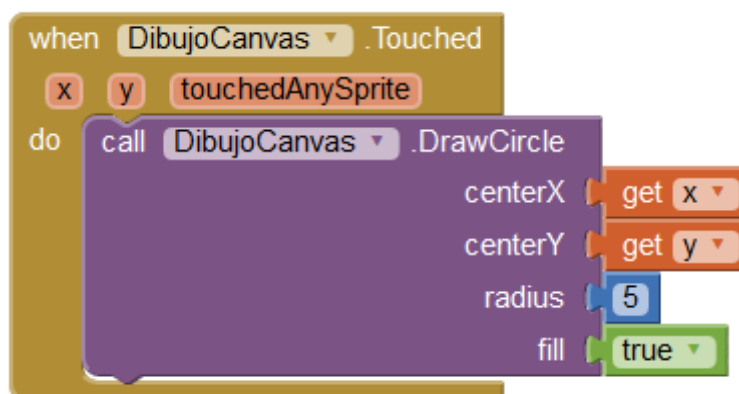 when DibujoCanvas .Touched
x y touchedAnySprite
do call DibujoCanvas .DrawCircle
centerX get x
centerY get y
radius 5
fill true